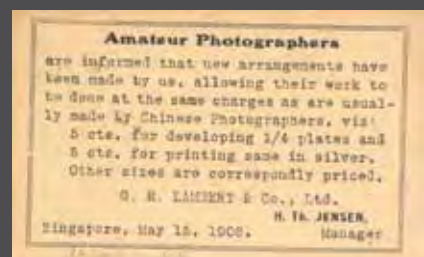 Amateur Photographers
are informed that new arrangements have
been made by us, allowing their work to
be done at the same charges as are usual-
ly made by Chinese Photographers, viz:
5 cts. for developing 1/4 plates and
5 cts. for printing same in silver.
Other sizes are correspondly priced.
G. R. LAMBERT & Co., Ltd.
H. Th. JENSEN,
Singapore, May 15, 1908. Manager